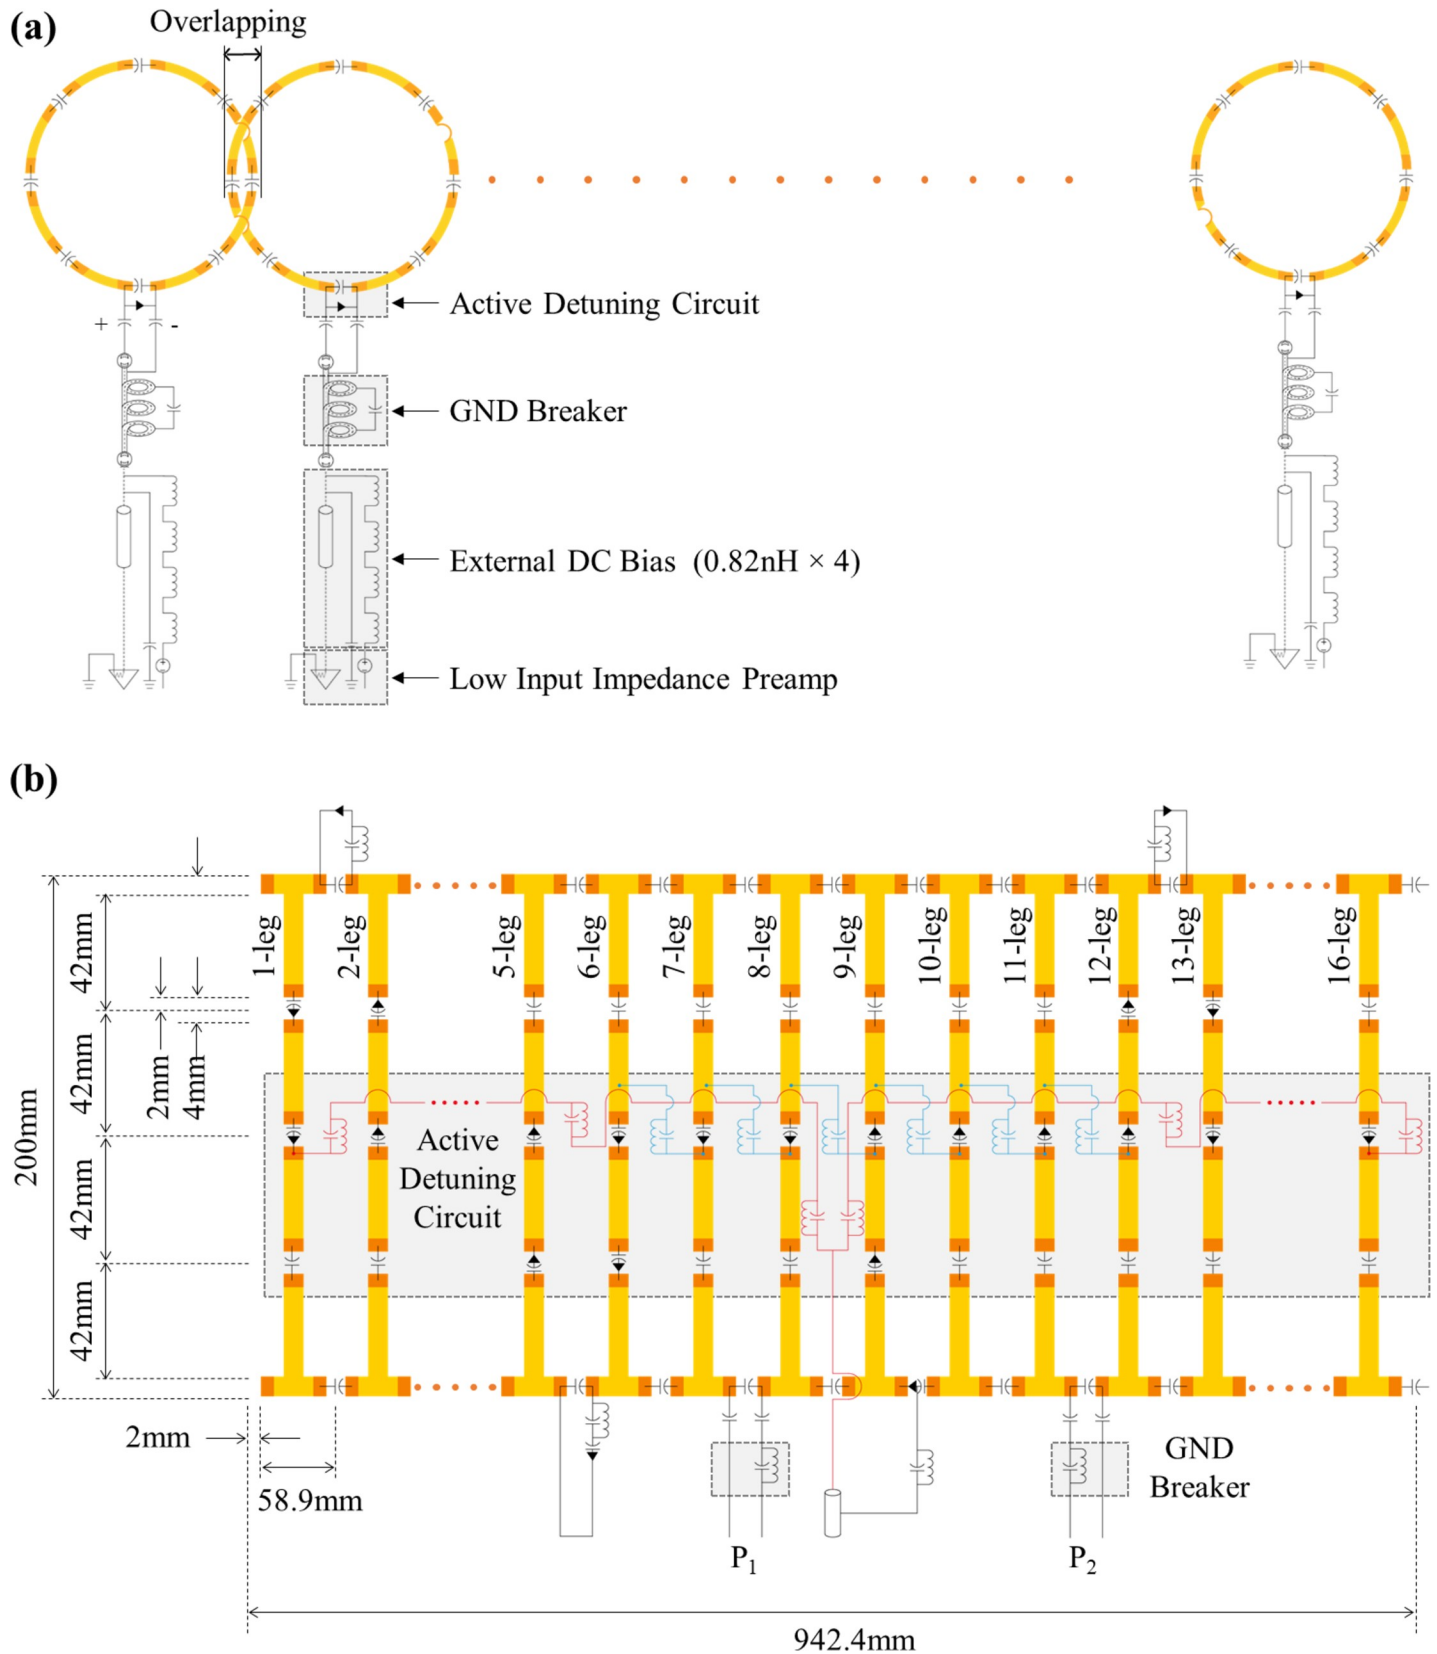 (a)
Overlapping
+
-
Active Detuning Circuit
GND Breaker
External DC Bias (0.82nH × 4)
Low Input Impedance Preamp
(b)
1-leg
2-leg
5-leg
6-leg
7-leg
8-leg
9-leg
10-leg
11-leg
12-leg
13-leg
16-leg
42mm
42mm
42mm
42mm
200mm
2mm
4mm
Active
Detuning
Circuit
2mm
58.9mm
GND
Breaker
P1
P2
942.4mm